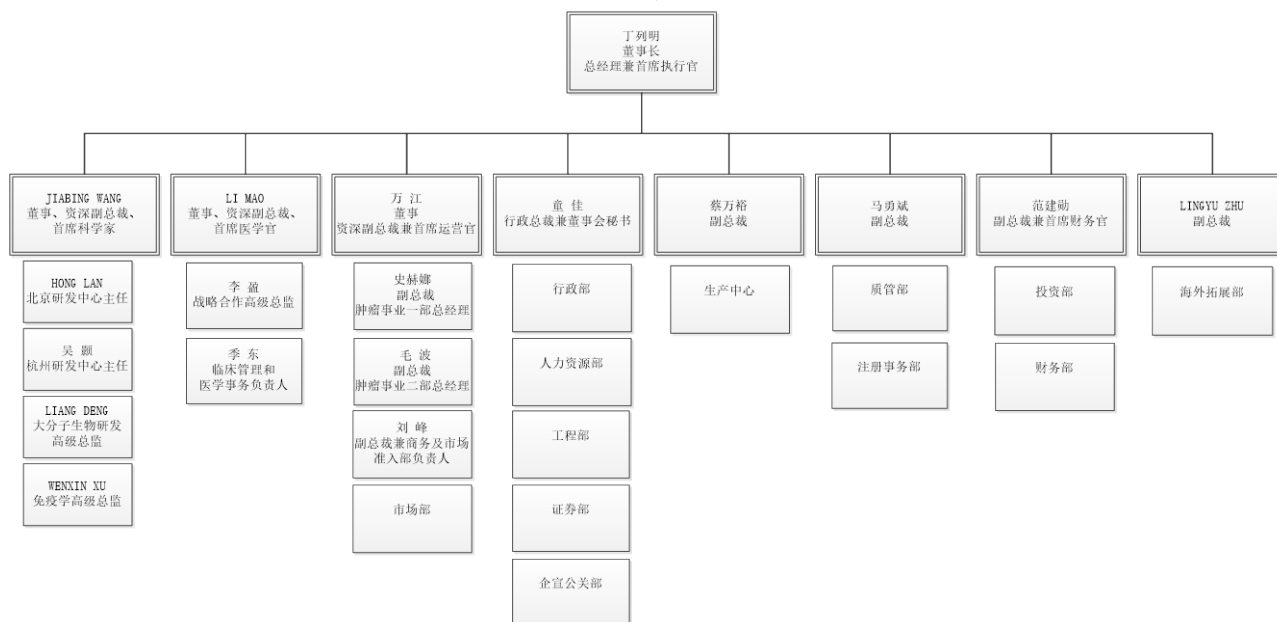 丁列明
董事长
总经理兼首席执行官
JIABING WANG
董事、资深副总裁、
首席科学家
LI MAO
董事、资深副总裁、
首席医学官
万 江
董事
资深副总裁兼首席运营官
童 佳
行政总裁兼董事会秘书
蔡万裕
副总裁
马勇斌
副总裁
范建勋
副总裁兼首席财务官
LINGYU ZHU
副总裁
HONG LAN
北京研发中心主任
吴 颢
杭州研发中心主任
LIANG DENG
大分子生物研发
高级总监
WENXIN XU
免疫学高级总监
李 盈
战略合作高级总监
季 东
临床管理和
医学事务负责人
史赫娜
副总裁
肿瘤事业一部总经理
毛 波
副总裁
肿瘤事业二部总经理
刘 峰
副总裁兼商务及市场
准入部负责人
市场部
行政部
人力资源部
工程部
证券部
企宣公关部
生产中心
质管部
注册事务部
投资部
财务部
海外拓展部